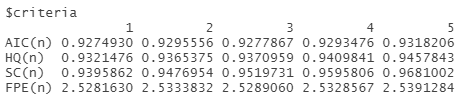 $criteria
1 2 3 4 5
AIC(n) 0.9274930 0.9295556 0.9277867 0.9293476 0.9318206
HQ(n) 0.9321476 0.9365375 0.9370959 0.9409841 0.9457843
SC(n) 0.9395862 0.9476954 0.9519731 0.9595806 0.9681002
FPE(n) 2.5281630 2.5333832 2.5289060 2.5328567 2.5391284